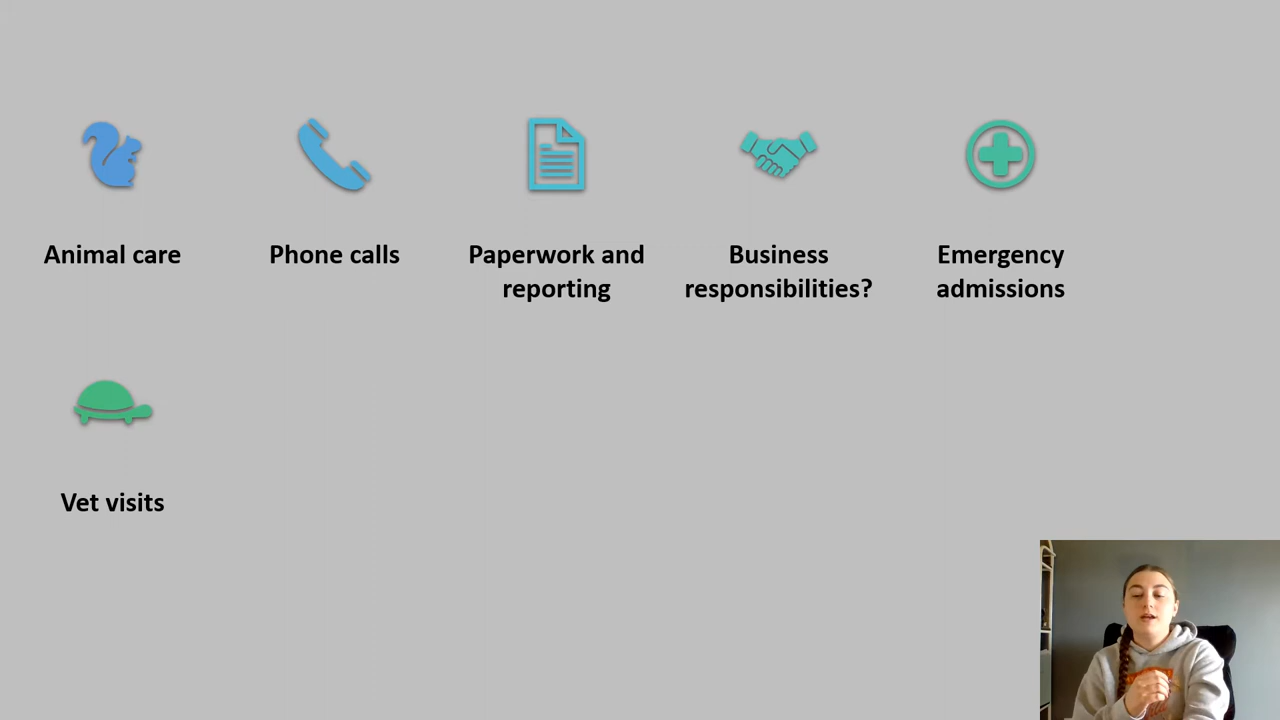 Animal care
Phone calls
Paperwork and
reporting
Business
responsibilities?
Emergency
admissions
Vet visits